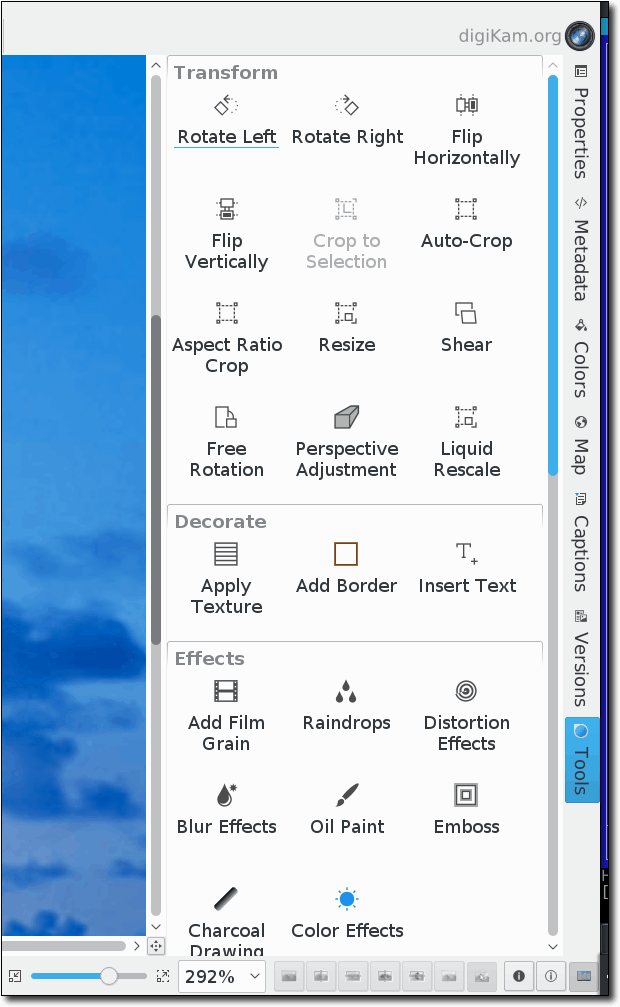 digiKam.org
Transform
Rotate Left
Rotate Right
Flip
Horizontally
Flip
Vertically
Crop to
Selection
Auto-Crop
Aspect Ratio
Crop
Resize
Shear
Free
Rotation
Perspective
Adjustment
Liquid
Rescale
Decorate
Apply
Texture
Add Border
Insert Text
Effects
Add Film
Grain
Raindrops
Distortion
Effects
Blur Effects
Oil Paint
Emboss
Charcoal
Drawing
Color Effects
Properties
Metadata
Colors
Map
Captions
Versions
Tools
292%